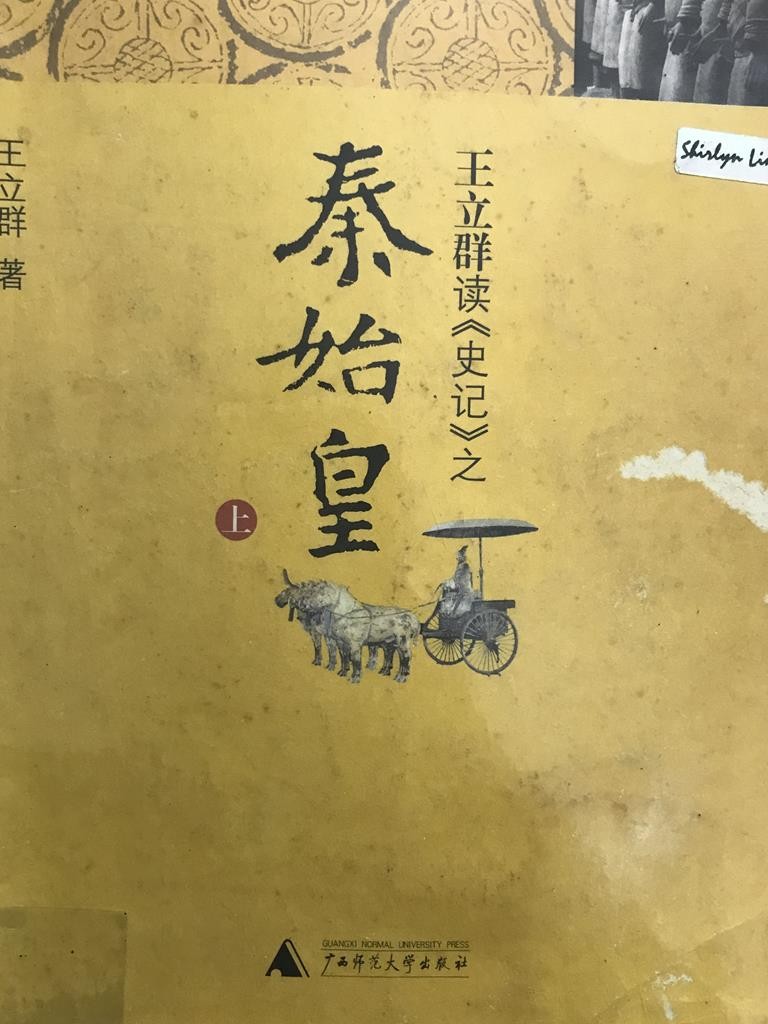 王立群读《史记》之
秦始皇
上
王立群 著
Shirlyn
GUANGXI NORMAL UNIVERSITY PRESS
广西师范大学出版社